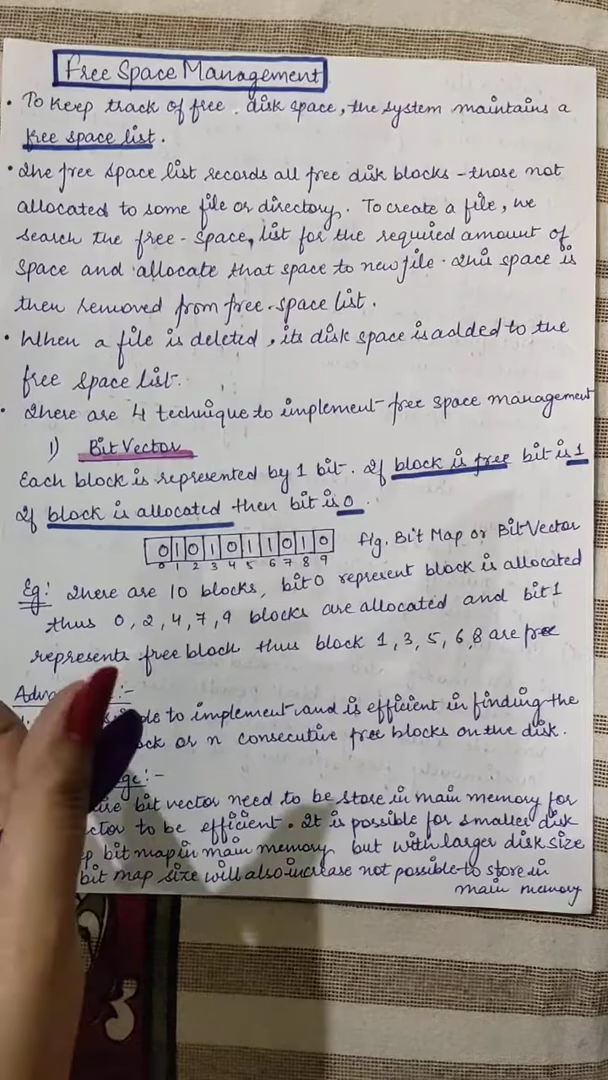 Free Space Management
• To keep track of free disk space, the system maintains a
free space list.
• The free space list records all free disk blocks - those not
allocated to some file or directory. To create a file, we
search the free-space, list for the required amount of
space and allocate that space to new file. This space is
then removed from free-space list.
• When a file is deleted, its disk space is added to the
free space list.
• There are 4 technique to implement free space management
1) Bit Vector
Each block is represented by 1 bit. If block is free bit is 1
If block is allocated then bit is 0.
0 1 0 1 0 1 1 0 1 0 fig. Bit Map or Bit Vector
0 1 2 3 4 5 6 7 8 9
Eg: There are 10 blocks, bit 0 represent block is allocated
thus 0, 2, 4, 7, 9 blocks are allocated and bit 1
represents free block thus block 1, 3, 5, 6, 8 are free
:-
to implement and is efficient in finding the
or n consecutive free blocks on the disk.
:-
bit vector need to be store in main memory for
to be efficient. It is possible for smaller disk
bit map in main memory but with larger disk size
bit map size will also increase not possible to store in
main memory